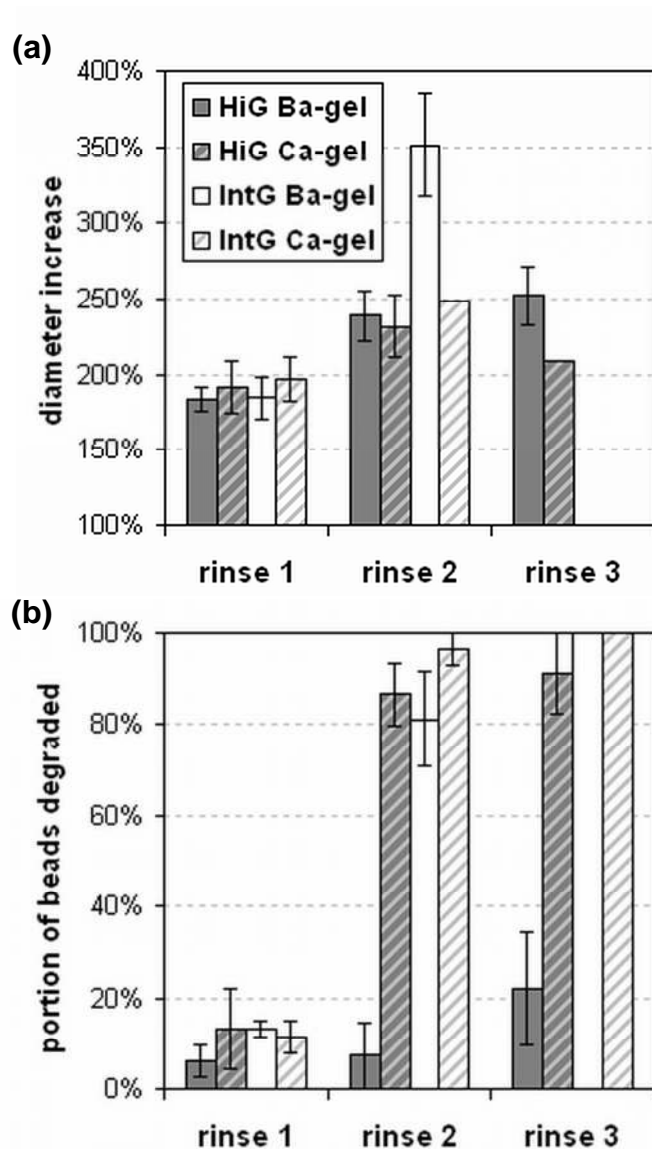 (a)
400%
350%
300%
250%
200%
150%
100%
diameter increase
HiG Ba-gel
HiG Ca-gel
IntG Ba-gel
IntG Ca-gel
rinse 1 rinse 2 rinse 3
(b)
100%
80%
60%
40%
20%
0%
portion of beads degraded
rinse 1 rinse 2 rinse 3